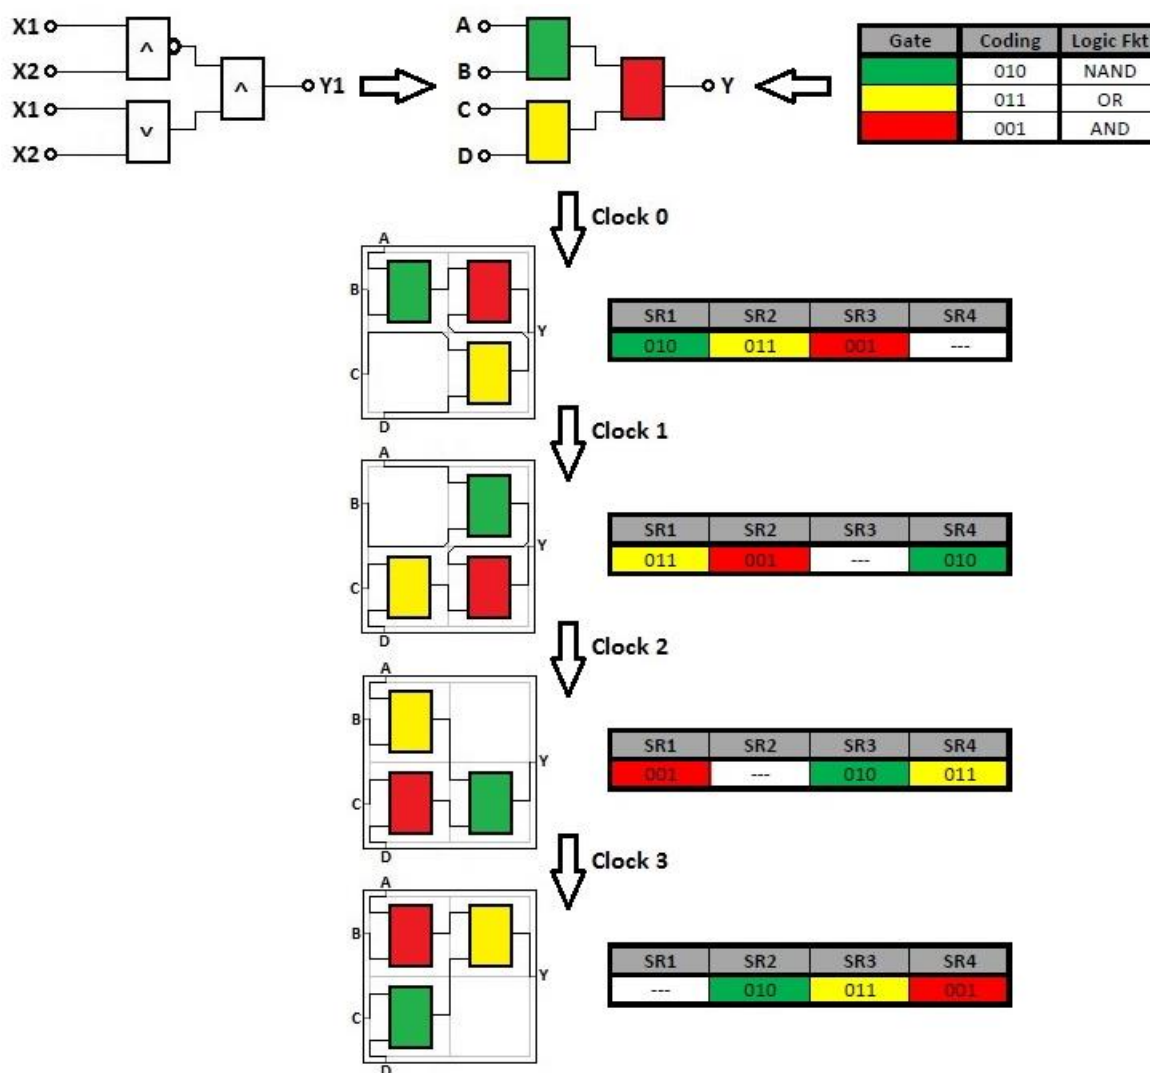 X1
^
X2
X1
v
X2
^
Y1
A
B
C
D
Y
Gate Coding Logic Fkt
010 NAND
011 OR
001 AND
Clock 0
A
B
C
D
Y
SR1 SR2 SR3 SR4
010 011 001 ---
Clock 1
A
B
C
D
Y
SR1 SR2 SR3 SR4
011 001 --- 010
Clock 2
A
B
C
D
Y
SR1 SR2 SR3 SR4
001 --- 010 011
Clock 3
A
B
C
D
Y
SR1 SR2 SR3 SR4
--- 010 011 001